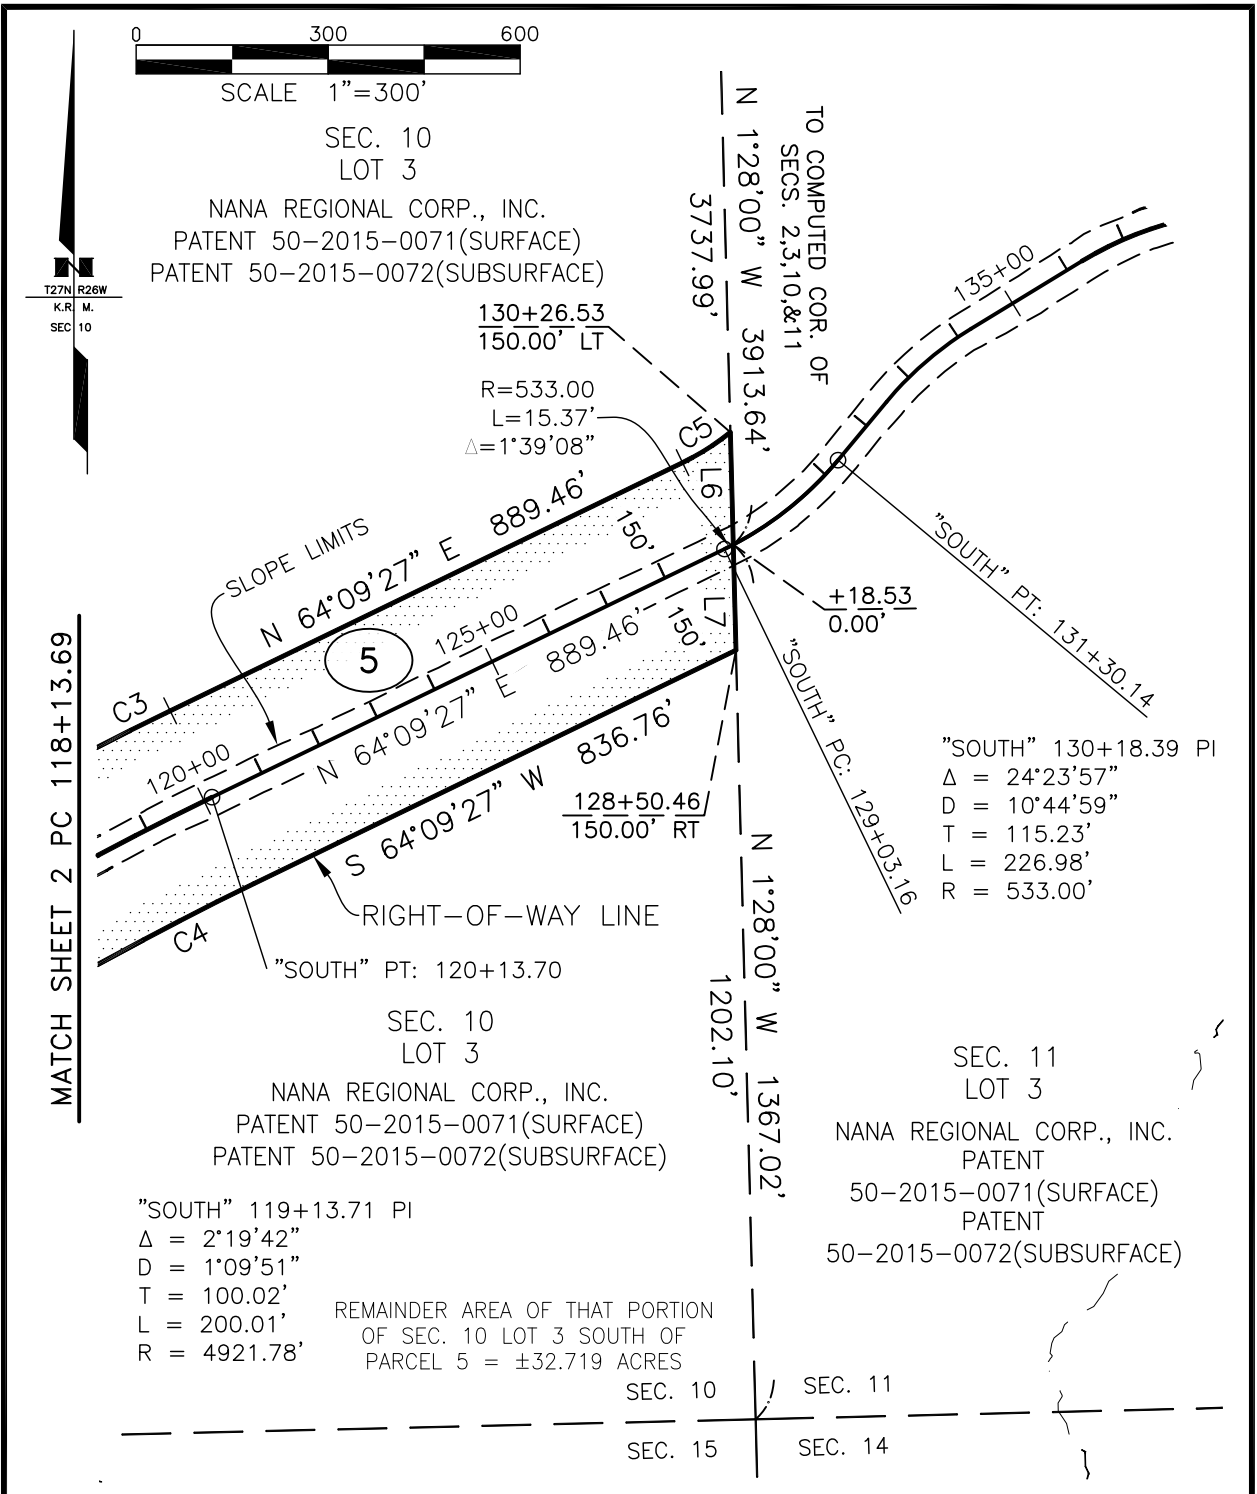 0 300 600
SCALE 1"=300'
SEC. 10
LOT 3
NANA REGIONAL CORP., INC.
PATENT 50-2015-0071(SURFACE)
PATENT 50-2015-0072(SUBSURFACE)
N
T27N R26W
K.R. M.
SEC 10
N 1°28'00" W 3913.64'
3737.99'
TO COMPUTED COR. OF
SECS. 2,3,10,&11
130+26.53
150.00' LT
R=533.00
L=15.37'
Δ=1°39'08"
135+00
C5
L6
N 64°09'27" E 889.46'
150'
SLOPE LIMITS
5
125+00
N 64°09'27" E 889.46'
150'
L7
+18.53
0.00'
"SOUTH" PT: 131+30.14
"SOUTH" PC: 129+03.16
C3
120+00
MATCH SHEET 2 PC 118+13.69
S 64°09'27" W 836.76'
128+50.46
150.00' RT
"SOUTH" 130+18.39 PI
Δ = 24°23'57"
D = 10°44'59"
T = 115.23'
L = 226.98'
R = 533.00'
C4
RIGHT-OF-WAY LINE
"SOUTH" PT: 120+13.70
N 1°28'00" W 1367.02'
1202.10'
SEC. 10
LOT 3
NANA REGIONAL CORP., INC.
PATENT 50-2015-0071(SURFACE)
PATENT 50-2015-0072(SUBSURFACE)
SEC. 11
LOT 3
NANA REGIONAL CORP., INC.
PATENT
50-2015-0071(SURFACE)
PATENT
50-2015-0072(SUBSURFACE)
"SOUTH" 119+13.71 PI
Δ = 2°19'42"
D = 1°09'51"
T = 100.02'
L = 200.01'
R = 4921.78'
REMAINDER AREA OF THAT PORTION
OF SEC. 10 LOT 3 SOUTH OF
PARCEL 5 = ±32.719 ACRES
SEC. 10 SEC. 11
SEC. 15 SEC. 14